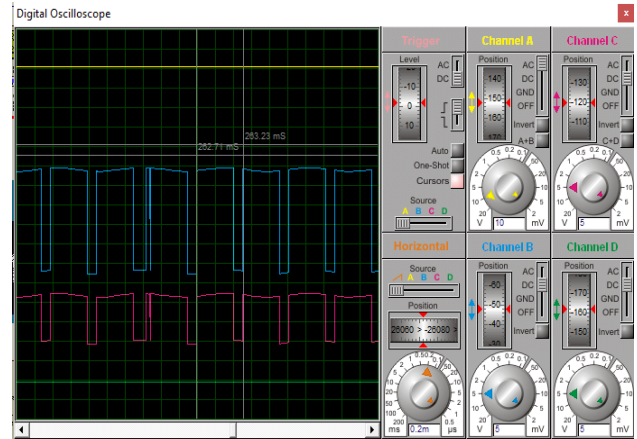 Digital Oscilloscope
x
262.71 mS
263.23 mS
Trigger
Level
-10
0
10
AC
DC
Auto
One-Shot
Cursors
Source
A B C D
Horizontal
Source
A B C D
Position
26060 > -26080 >
0.2m
ms
µs
Channel A
Position
140
-150
160
170
AC
DC
GND
OFF
Invert
A+B
V
10
mV
Channel C
Position
-130
-120
-110
AC
DC
GND
OFF
Invert
C+D
V
5
mV
Channel B
Position
-60
-50
-40
-30
AC
DC
GND
OFF
Invert
V
5
mV
Channel D
Position
-170
-160
-150
AC
DC
GND
OFF
Invert
V
5
mV